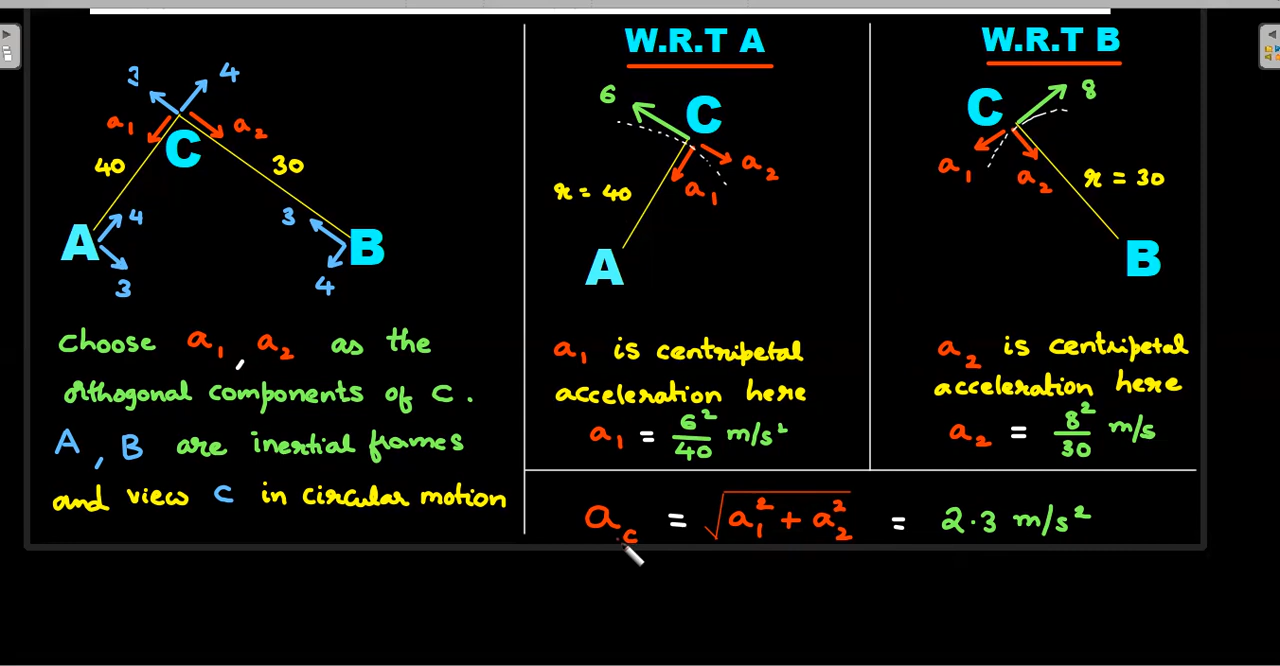 3
4
a1
a2
C
40
30
A
4
3
3
B
4
choose a1, a2 as the
orthogonal components of C.
A, B are inertial frames
and view C in circular motion
W.R.T A
6
C
a2
a1
r = 40
A
a1 is centripetal
acceleration here
a1 = 6²/40 m/s²
W.R.T B
8
C
a1
a2
r = 30
B
a2 is centripetal
acceleration here
a2 = 8²/30 m/s
ac = √a1² + a2² = 2.3 m/s²